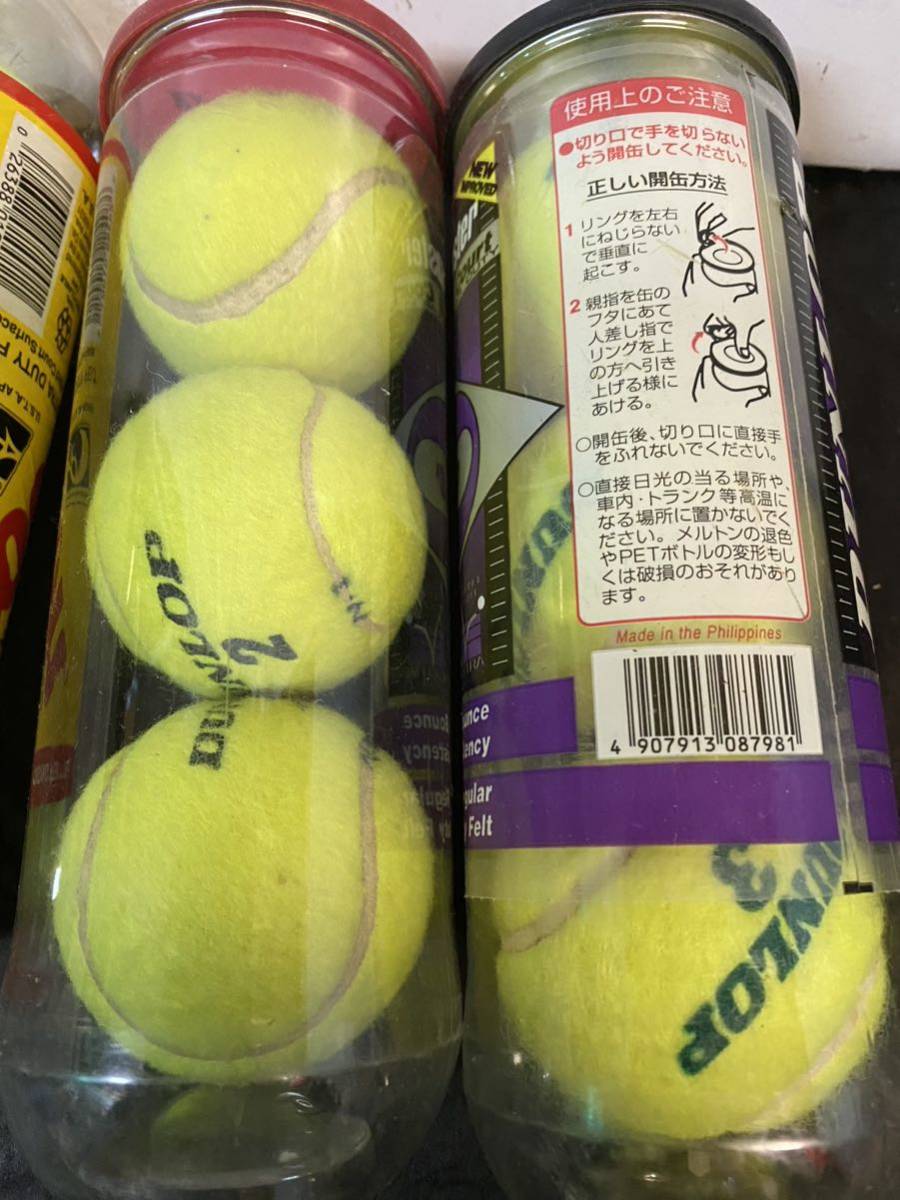 使用上のご注意
●切り口で手を切らない
よう開缶してください。
正しい開缶方法
1 リングを左右
にねじらない
で垂直に
起こす。
2 親指を缶の
フタにあて
人差し指で
リングを上
の方へ引き
上げる様に
あける。
○開缶後、切り口に直接手
をふれないでください。
○直接日光の当る場所や、
車内・トランク等高温に
なる場所に置かないでく
ださい。メルトンの退色
やPETボトルの変形もし
くは破損のおそれがあり
ます。
Made in the Philippines
4 907913 087981
NEW
IMPROVED
ounce
ency
gular
Felt
3
DUNLOP
2
DUNLOP
Court Surface
DUTY F
U.S.T.A. AP
0